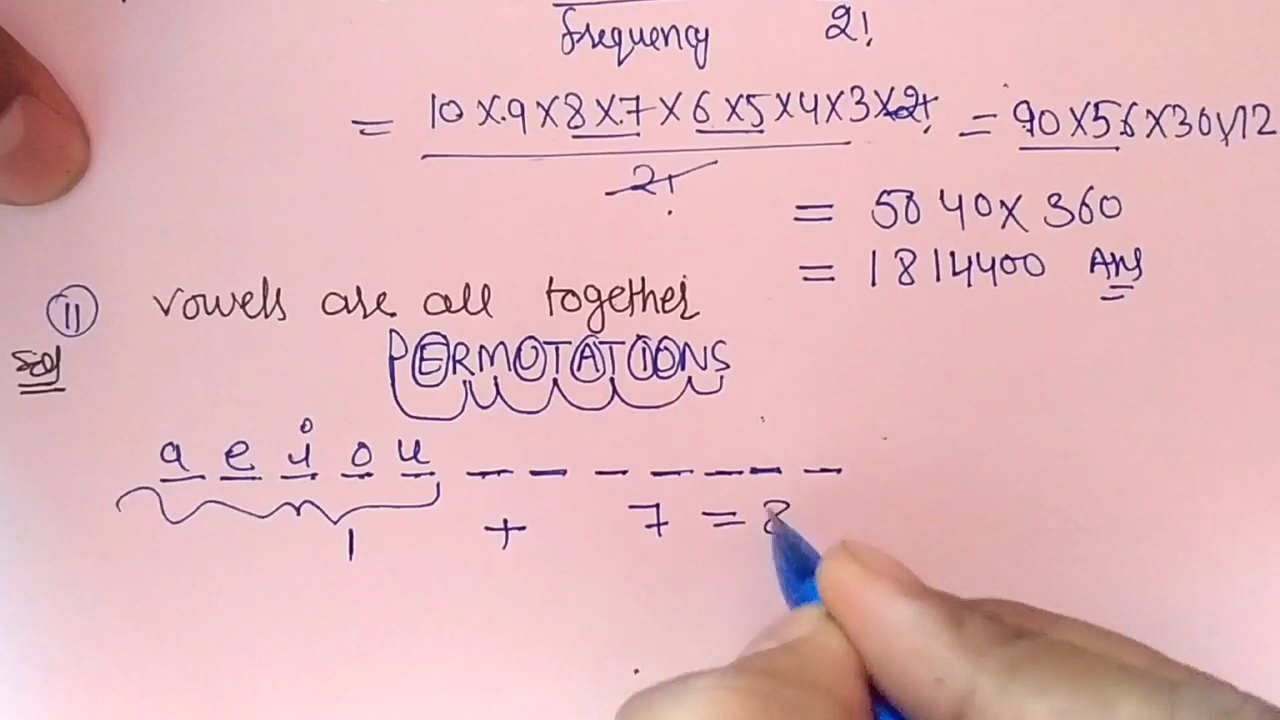 frequency 2!
= 10×9×8×7×6×5×4×3×2! = 90×56×30×12
2!
= 5040×360
= 1814400 Ans
(11) vowels are all together
Sol PERMUTATIONS
a e i o u _ _ _ _ _ _ _
1 + 7 = 8